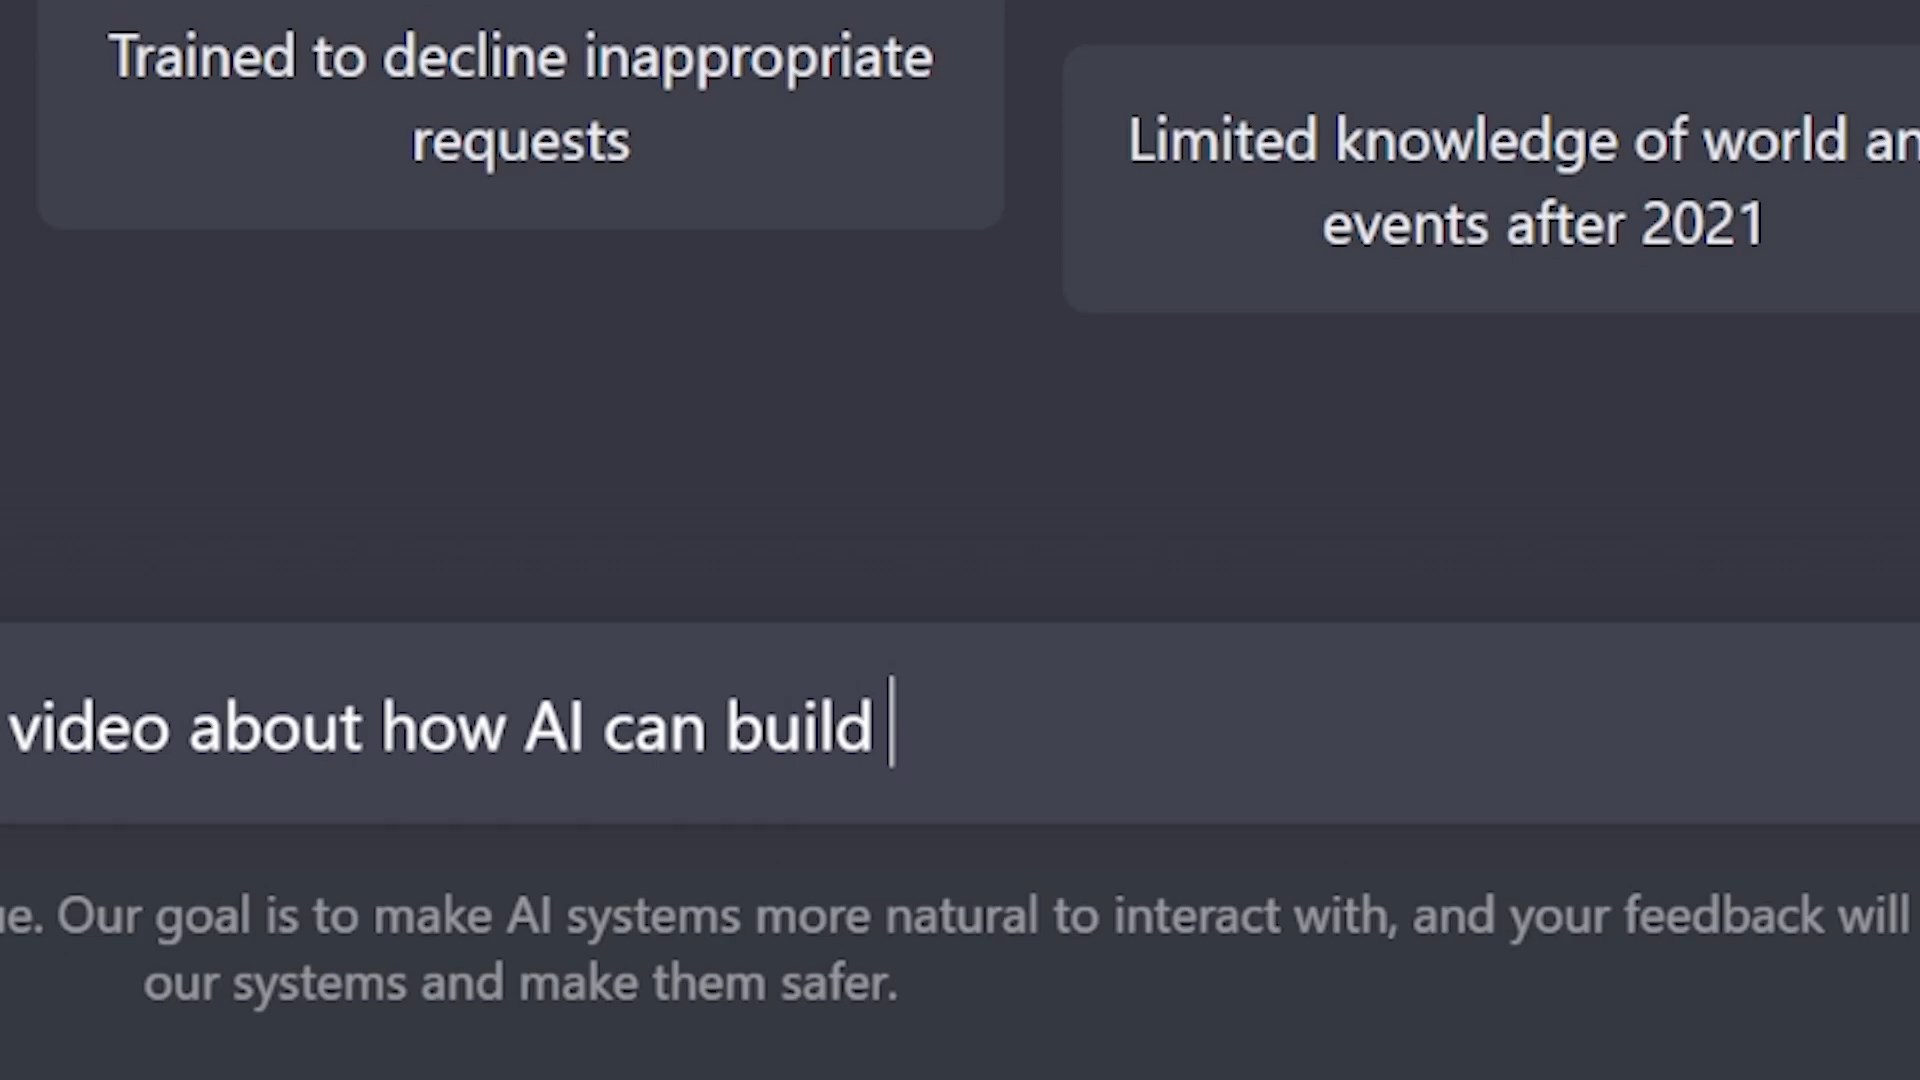 Trained to decline inappropriate
requests
Limited knowledge of world
events after 2021
video about how AI can build
Our goal is to make AI systems more natural to interact with, and your feedback will
our systems and make them safer.